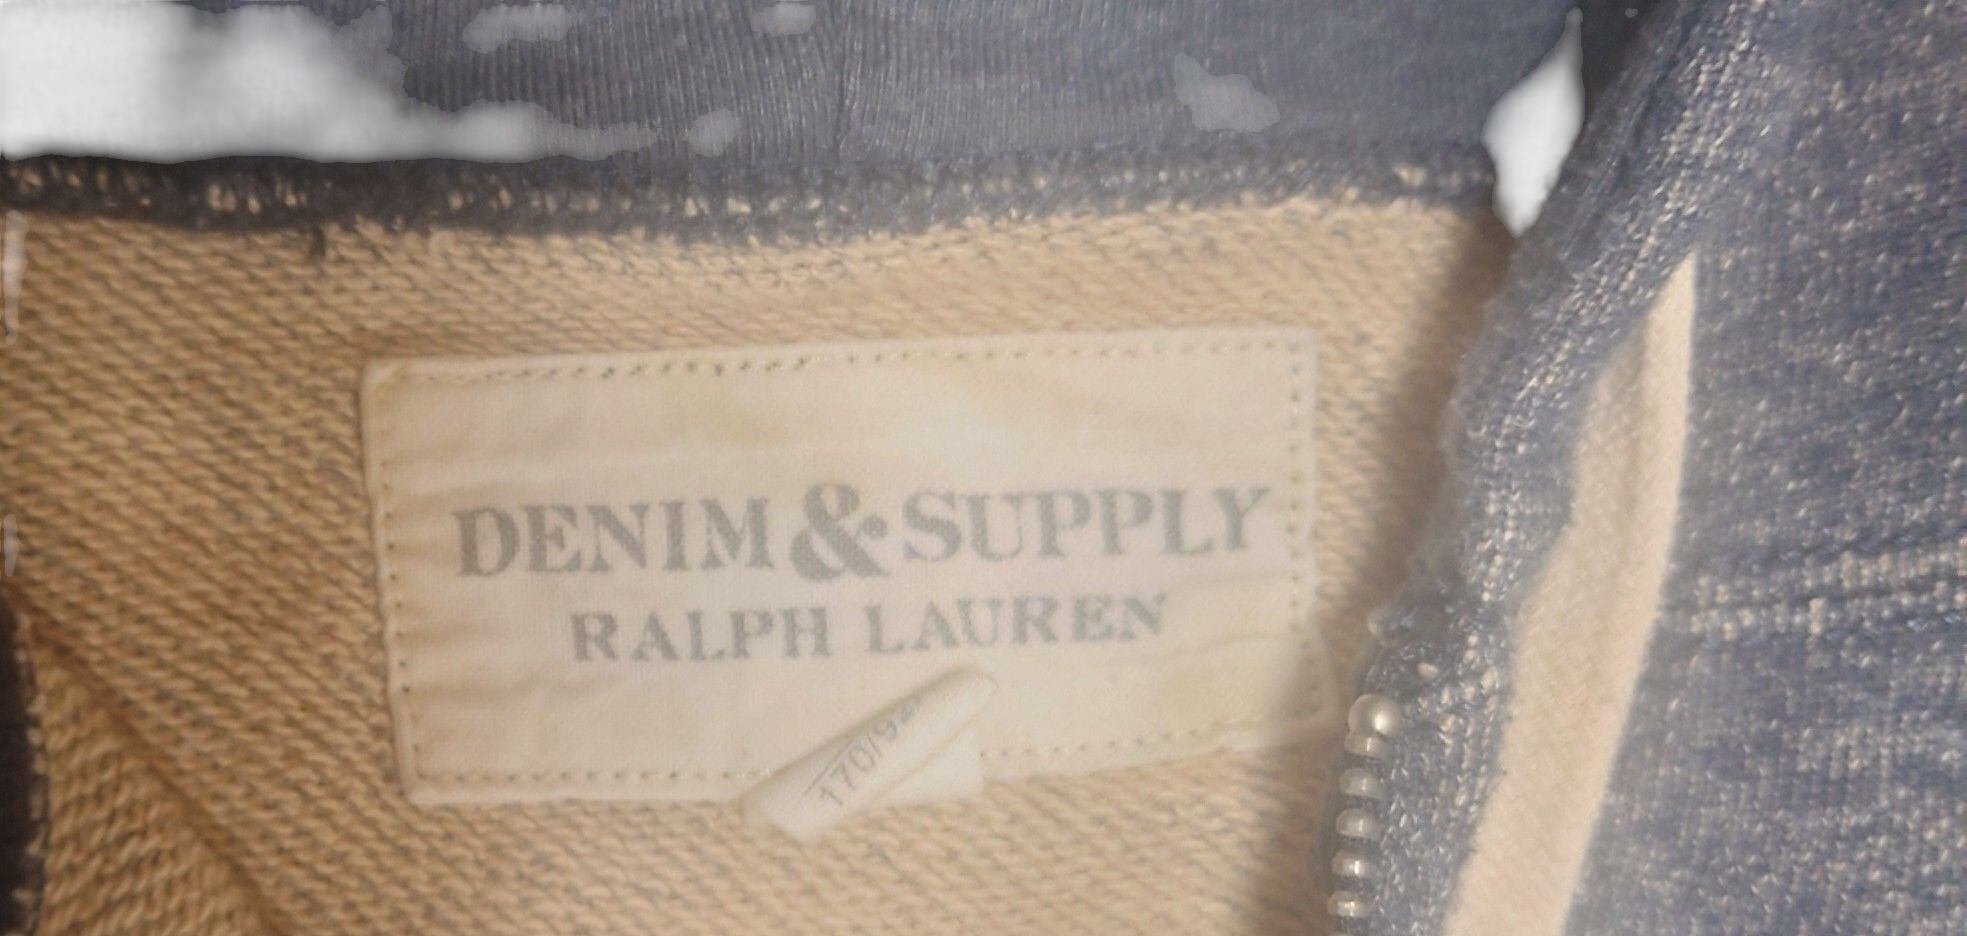 DENIM & SUPPLY
RALPH LAUREN